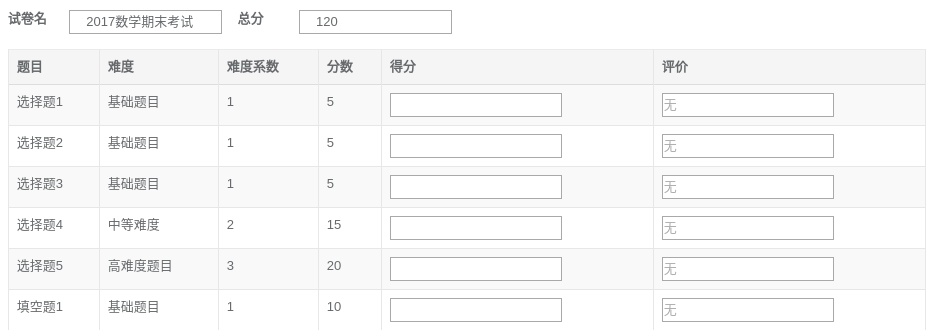 试卷名 2017数学期末考试 总分 120
题目 难度 难度系数 分数 得分 评价
选择题1 基础题目 1 5 无
选择题2 基础题目 1 5 无
选择题3 基础题目 1 5 无
选择题4 中等难度 2 15 无
选择题5 高难度题目 3 20 无
填空题1 基础题目 1 10 无